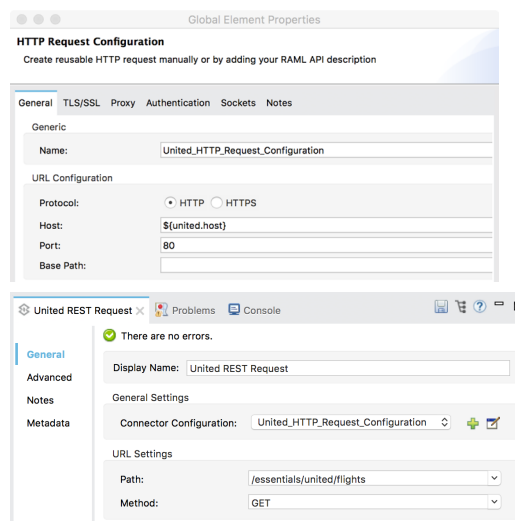 Global Element Properties
HTTP Request Configuration
Create reusable HTTP request manually or by adding your RAML API description
General TLS/SSL Proxy Authentication Sockets Notes
Generic
Name: United_HTTP_Request_Configuration
URL Configuration
Protocol: HTTP HTTPS
Host: ${united.host}
Port: 80
Base Path:
United REST Request Problems Console
There are no errors.
General
Display Name: United REST Request
Advanced
General Settings
Notes
Connector Configuration: United_HTTP_Request_Configuration
Metadata
URL Settings
Path: /essentials/united/flights
Method: GET